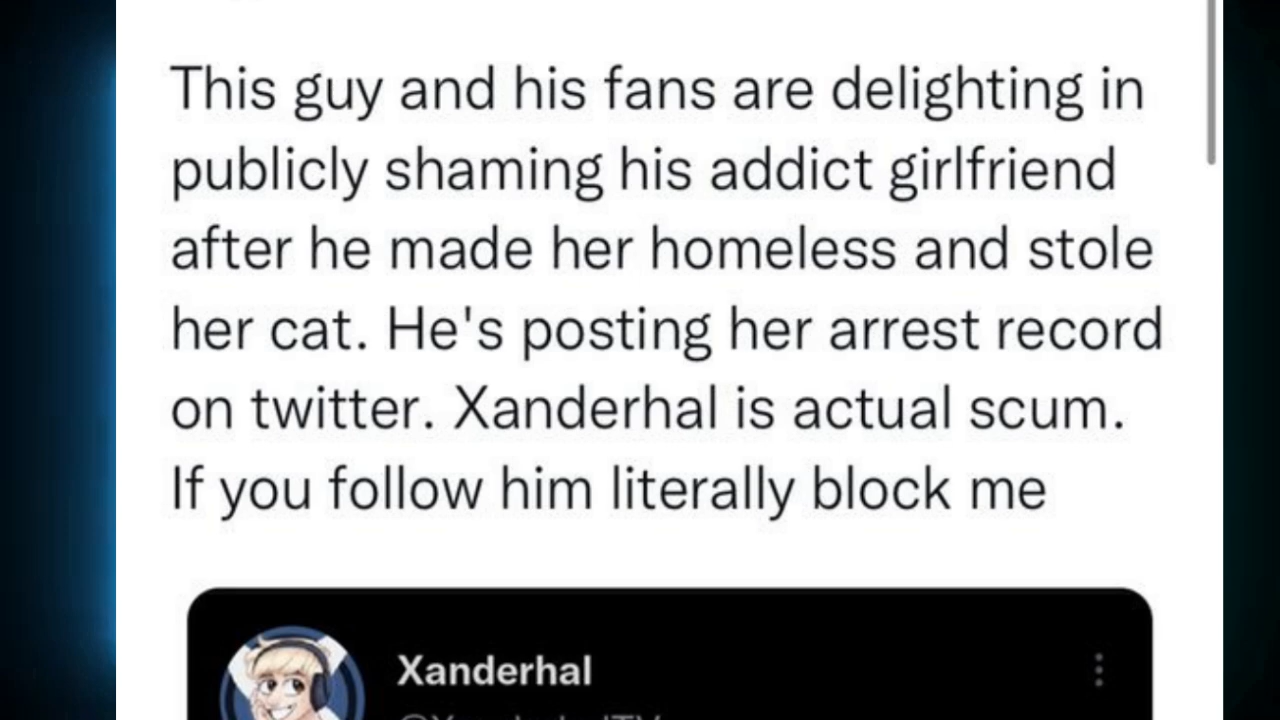 This guy and his fans are delighting in
publicly shaming his addict girlfriend
after he made her homeless and stole
her cat. He's posting her arrest record
on twitter. Xanderhal is actual scum.
If you follow him literally block me
Xanderhal